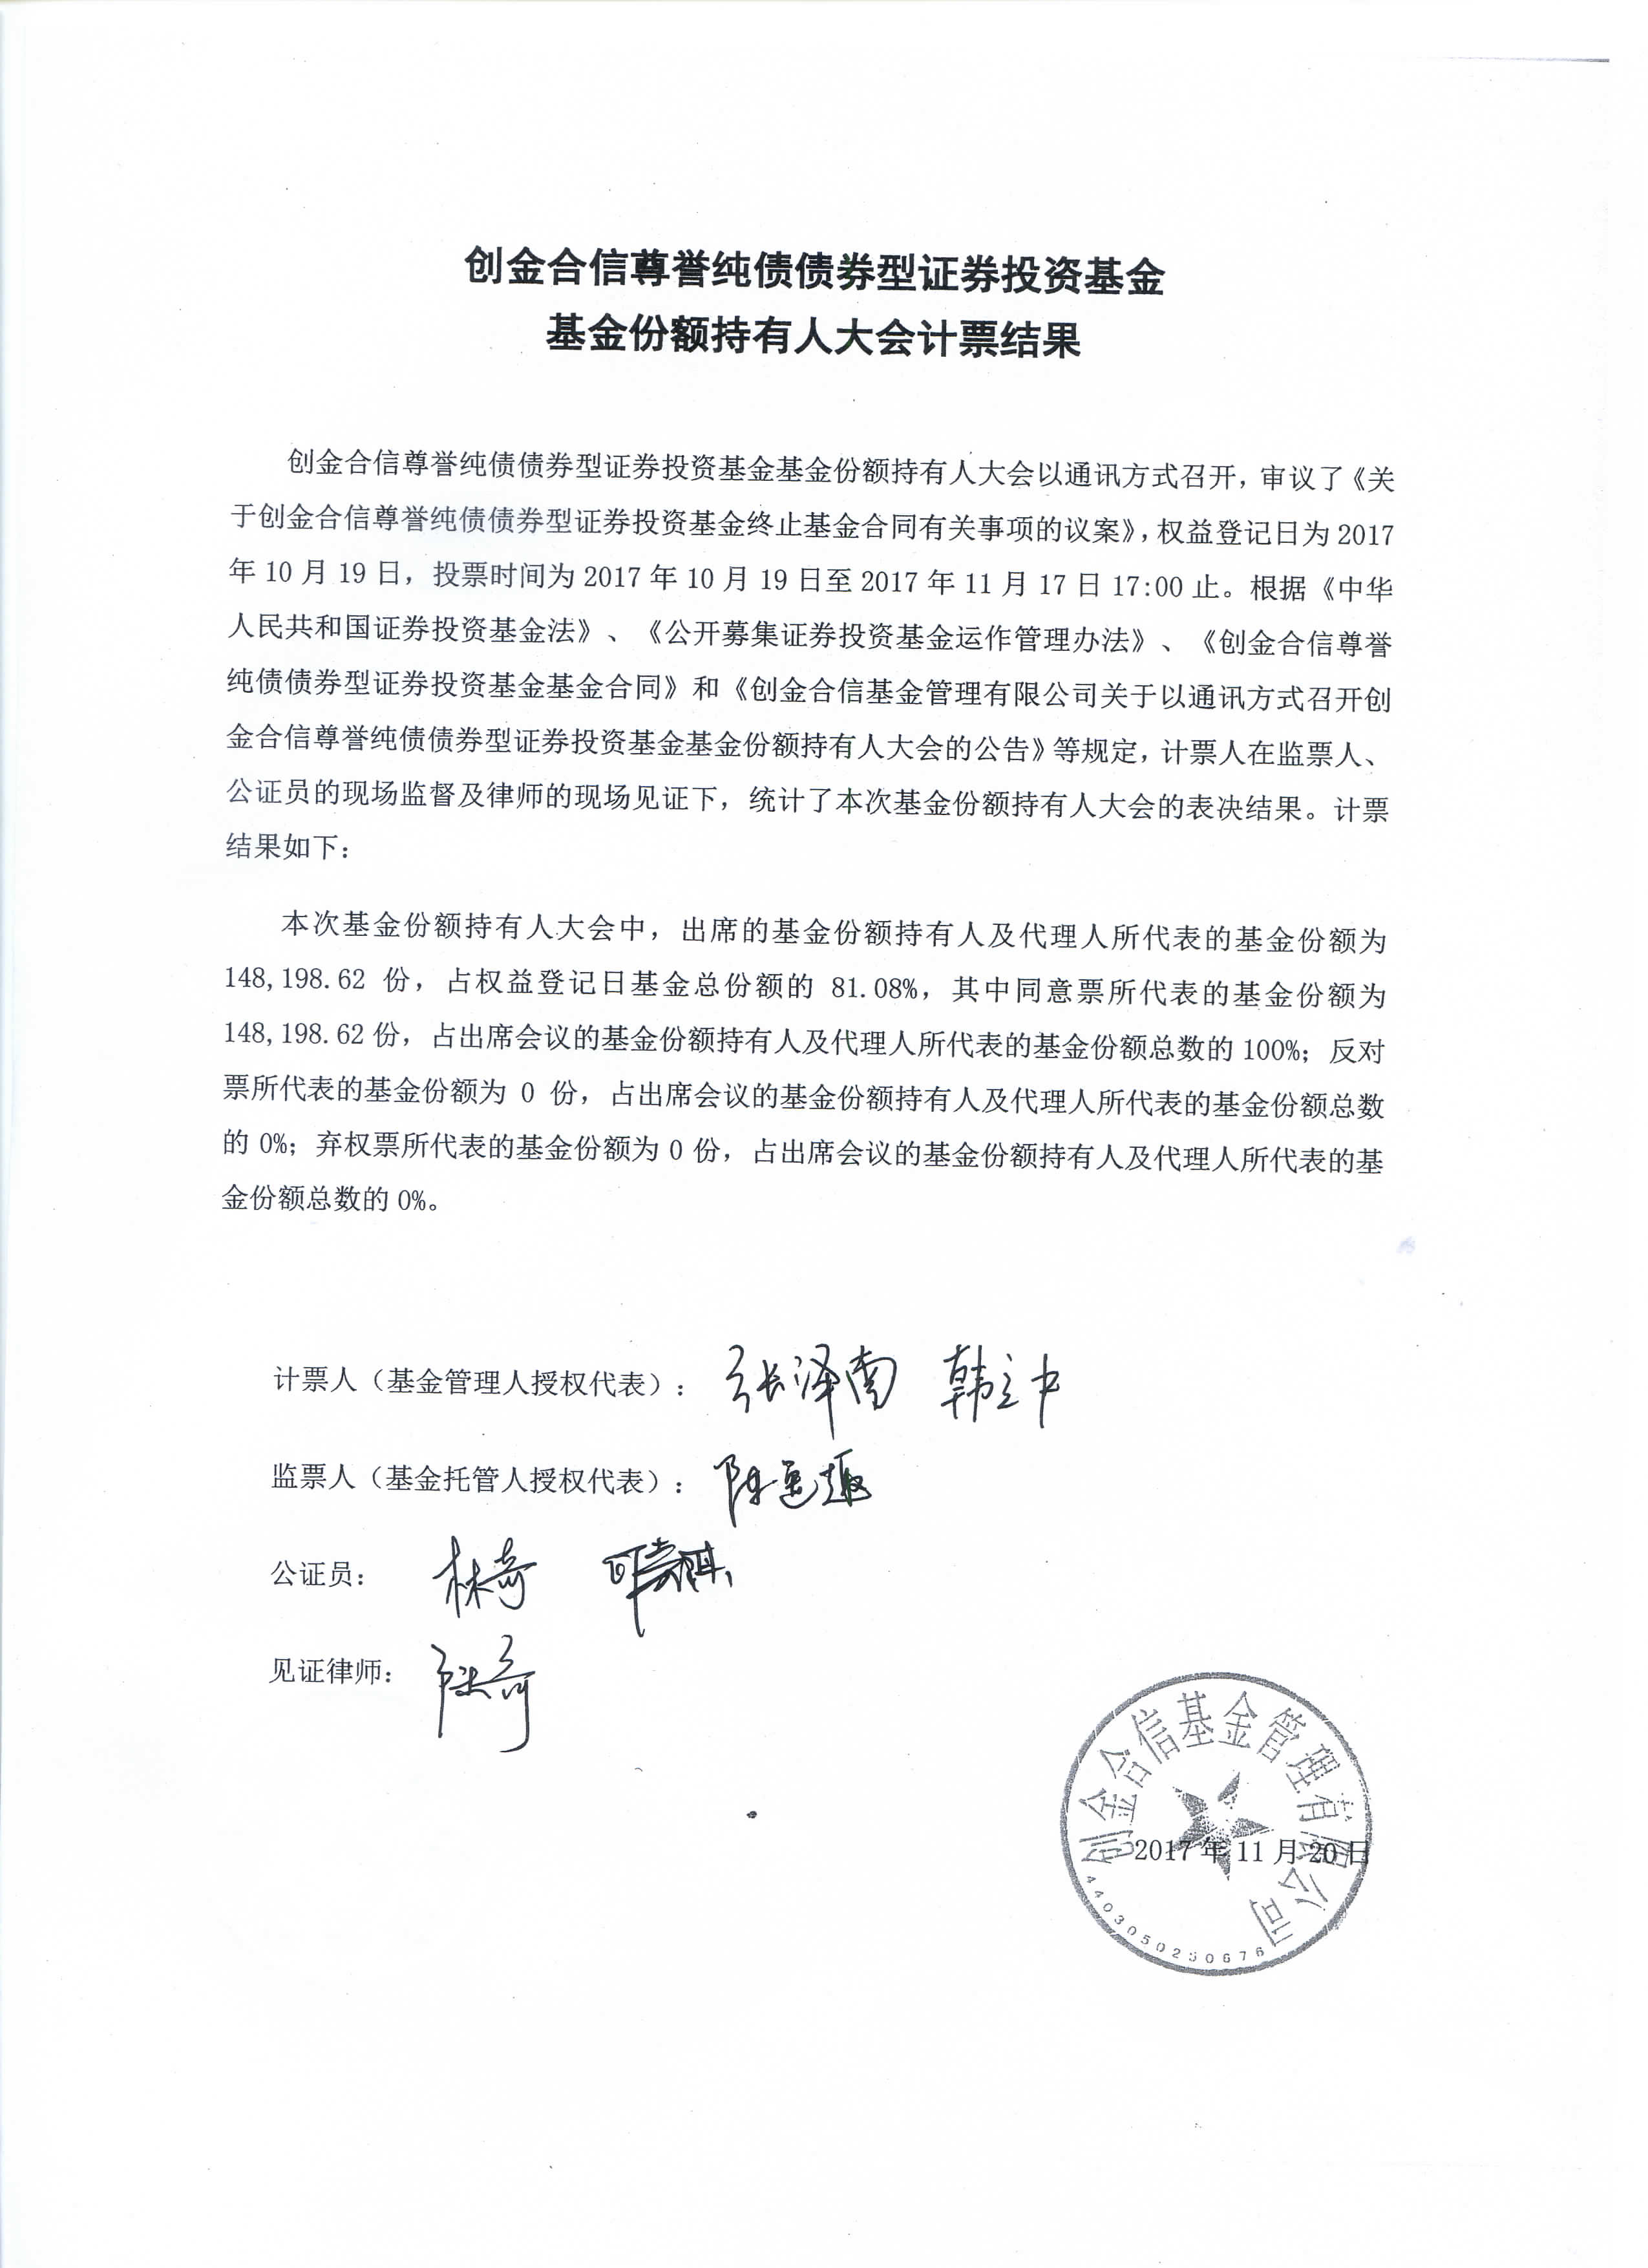 创金合信尊誉纯债债券型证券投资基金
基金份额持有人大会计票结果
创金合信尊誉纯债债券型证券投资基金基金份额持有人大会以通讯方式召开，审议了《关
于创金合信尊誉纯债债券型证券投资基金终止基金合同有关事项的议案》，权益登记日为 2017
年 10 月 19 日，投票时间为 2017 年 10 月 19 日至 2017 年 11 月 17 日 17:00 止。根据《中华
人民共和国证券投资基金法》、《公开募集证券投资基金运作管理办法》、《创金合信尊誉
纯债债券型证券投资基金基金合同》和《创金合信基金管理有限公司关于以通讯方式召开创
金合信尊誉纯债债券型证券投资基金基金份额持有人大会的公告》等规定，计票人在监票人、
公证员的现场监督及律师的现场见证下，统计了本次基金份额持有人大会的表决结果。计票
结果如下：
本次基金份额持有人大会中，出席的基金份额持有人及代理人所代表的基金份额为
148,198.62 份，占权益登记日基金总份额的 81.08%，其中同意票所代表的基金份额为
148,198.62 份，占出席会议的基金份额持有人及代理人所代表的基金份额总数的 100%；反对
票所代表的基金份额为 0 份，占出席会议的基金份额持有人及代理人所代表的基金份额总数
的 0%；弃权票所代表的基金份额为 0 份，占出席会议的基金份额持有人及代理人所代表的基
金份额总数的 0%。
计票人（基金管理人授权代表）： 张泽南 韩立中
监票人（基金托管人授权代表）：
公证员： 林奇
见证律师：
创金合信基金管理有限公司
2017 年 11 月 20 日